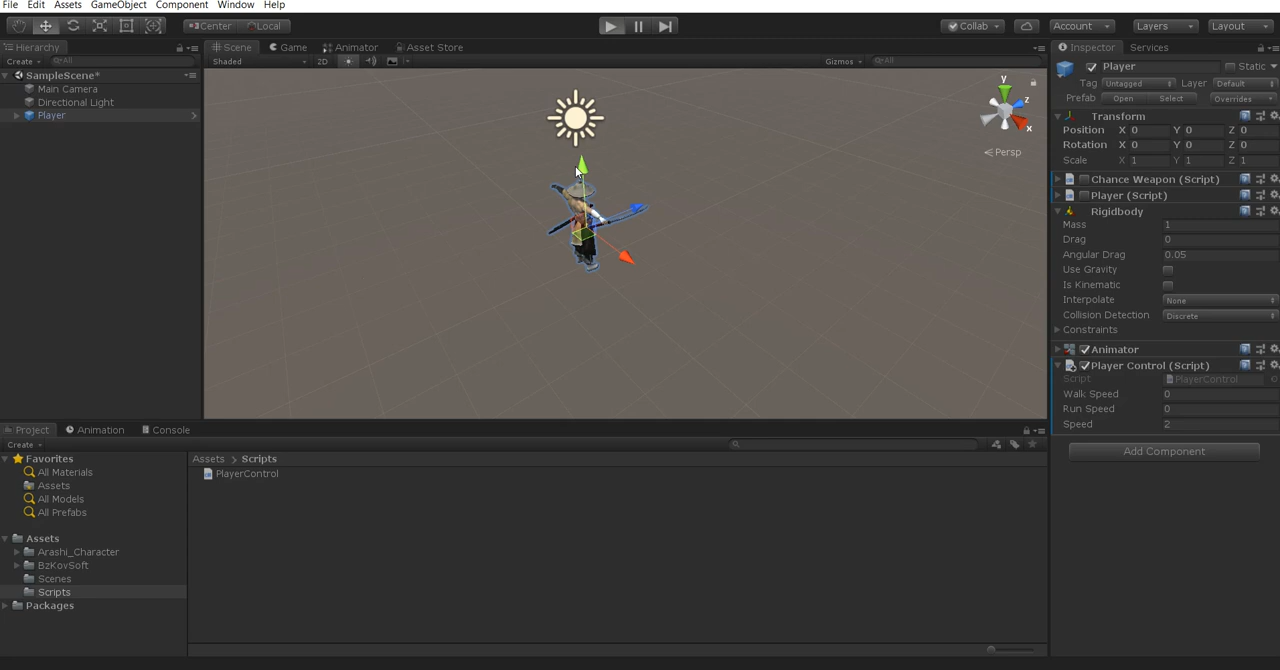 File Edit Assets GameObject Component Window Help
Center Local Collab Account Layers Layout
Hierarchy Scene Game Animator Asset Store Inspector Services
Create All Shaded 2D Gizmos All
SampleScene*
Main Camera
Directional Light
Player
y
z
x
Persp
Player Static
Tag Untagged Layer Default
Prefab Open Select Overrides
Transform
Position X 0 Y 0 Z 0
Rotation X 0 Y 0 Z 0
Scale X 1 Y 1 Z 1
Chance Weapon (Script)
Player (Script)
Rigidbody
Mass 1
Drag 0
Angular Drag 0.05
Use Gravity
Is Kinematic
Interpolate None
Collision Detection Discrete
Constraints
Animator
Player Control (Script)
Script PlayerControl
Walk Speed 0
Run Speed 0
Speed 2
Add Component
Project Animation Console
Create
Favorites
All Materials
Assets
All Models
All Prefabs
Assets
Arashi_Character
BzKovSoft
Scenes
Scripts
Packages
Assets > Scripts
PlayerControl